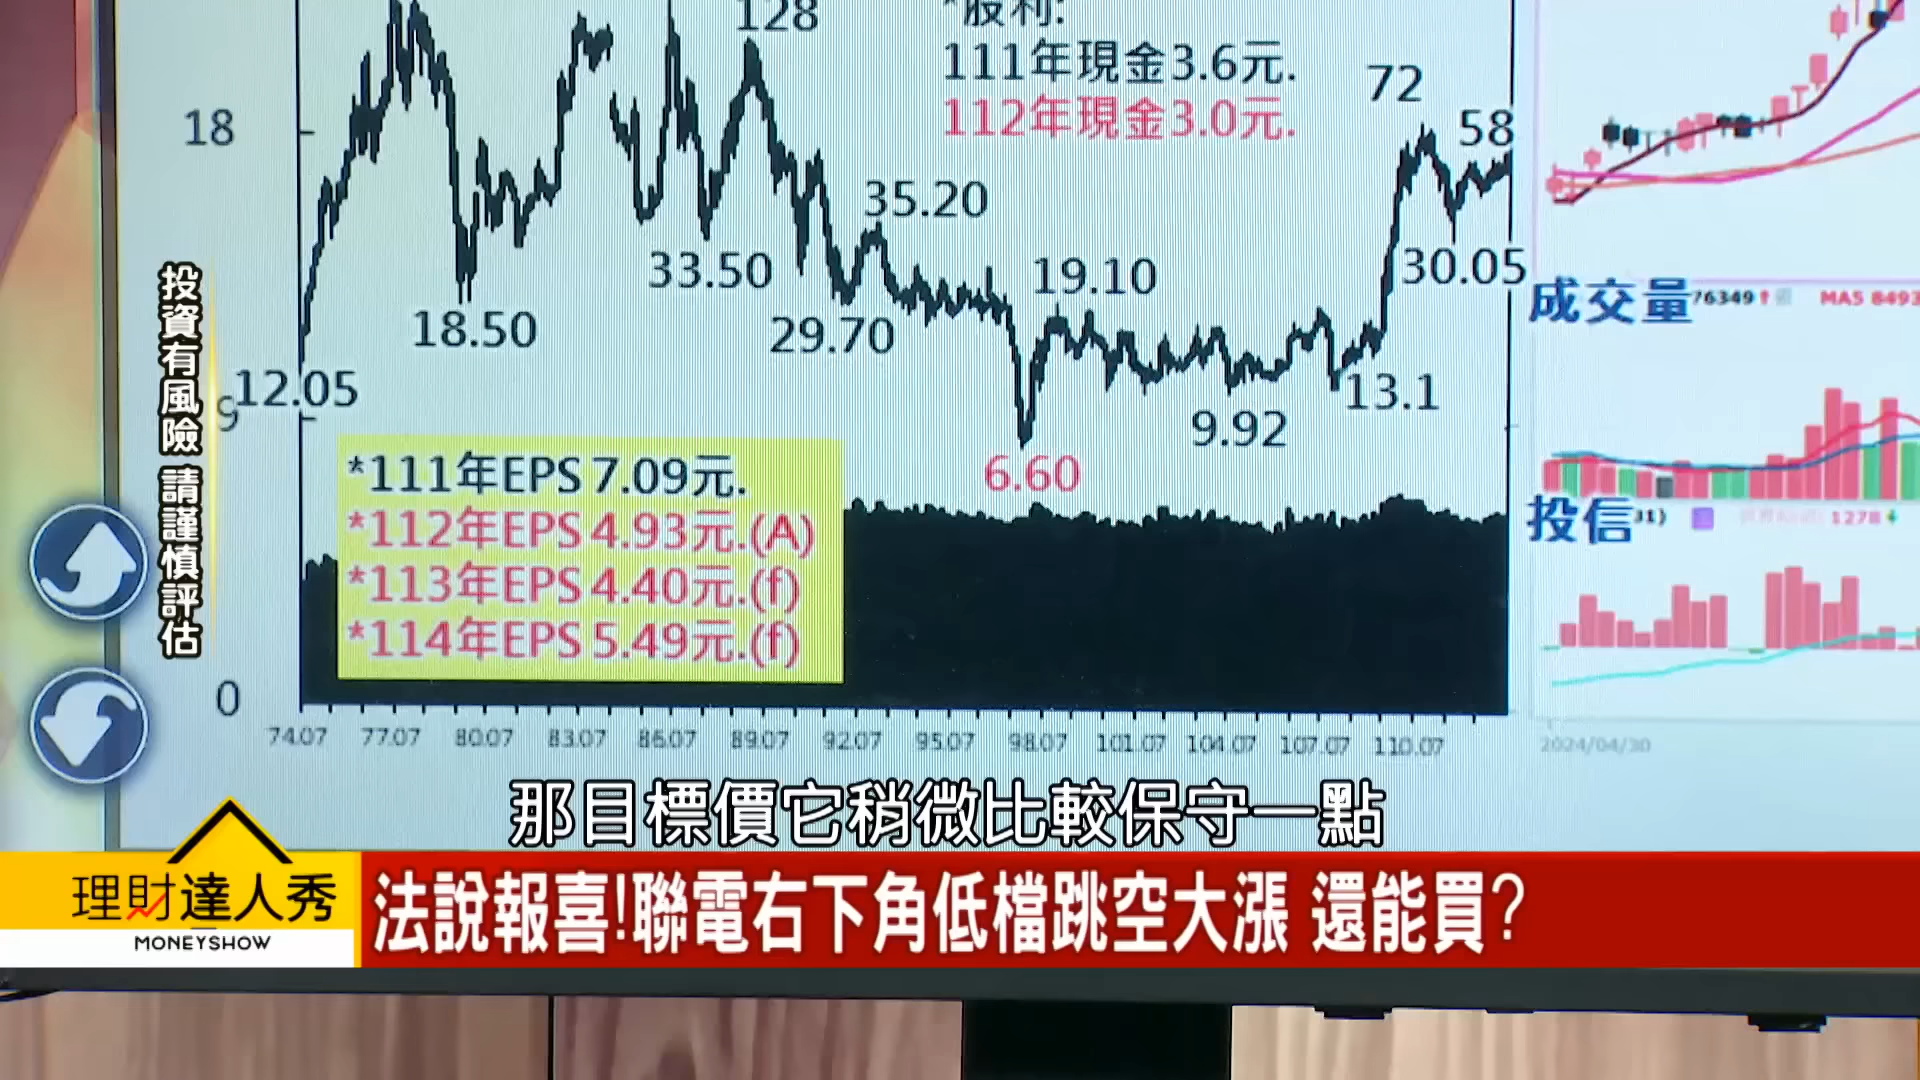 128
*股利:
111年現金3.6元.
112年現金3.0元.
72
58
18
35.20
33.50
19.10
30.05
18.50
29.70
12.05
9
13.1
9.92
6.60
*111年EPS 7.09元.
*112年EPS 4.93元.(A)
*113年EPS 4.40元.(f)
*114年EPS 5.49元.(f)
0
74.07 77.07 80.07 83.07 86.07 89.07 92.07 95.07 98.07 101.07 104.07 107.07 110.07
成交量 76349 MA5 8493
投信 1278
2024/04/30
投資有風險 請謹慎評估
那目標價它稍微比較保守一點
理財達人秀
MONEYSHOW
法說報喜!聯電右下角低檔跳空大漲 還能買?